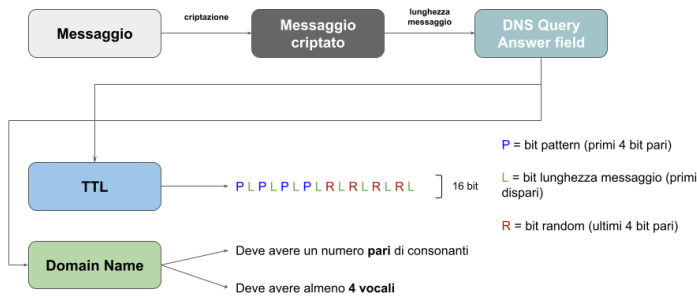 Messaggio
criptazione
Messaggio
criptato
lunghezza
messaggio
DNS Query
Answer field
TTL
P L P L P L P L R L R L R L R L
16 bit
P = bit pattern (primi 4 bit pari)
L = bit lunghezza messaggio (primi
dispari)
R = bit random (ultimi 4 bit pari)
Domain Name
Deve avere un numero pari di consonanti
Deve avere almeno 4 vocali